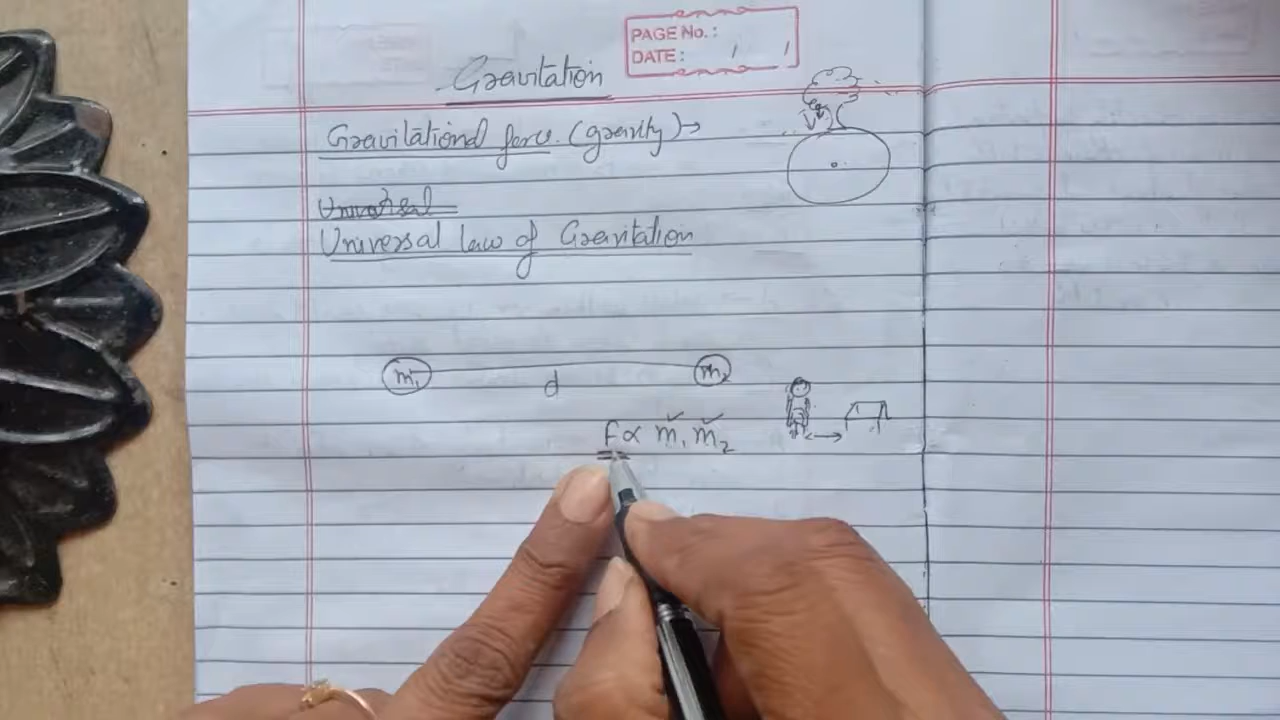 PAGE No.:
DATE: / /
Gravitation
Gravitational force (gravity) →
Universal
Universal law of Gravitation
m₁ d m₂
F ∝ m₁ m₂